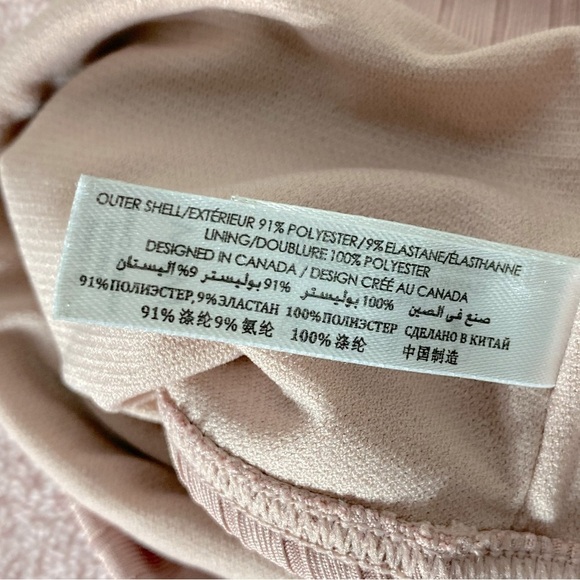 OUTER SHELL/EXTÉRIEUR 91% POLYESTER/9% ELASTANE/ÉLASTHANNE
LINING/DOUBLURE 100% POLYESTER
DESIGNED IN CANADA / DESIGN CRÉÉ AU CANADA
91% بوليستر 9% اليستان 100% بوليستر صنع في الصين
91%ПОЛИЭСТЕР,9% ЭЛАСТАН 100%ПОЛИЭСТЕР СДЕЛАНО В КИТАЙ
91% 涤纶 9% 氨纶 100% 涤纶 中国制造